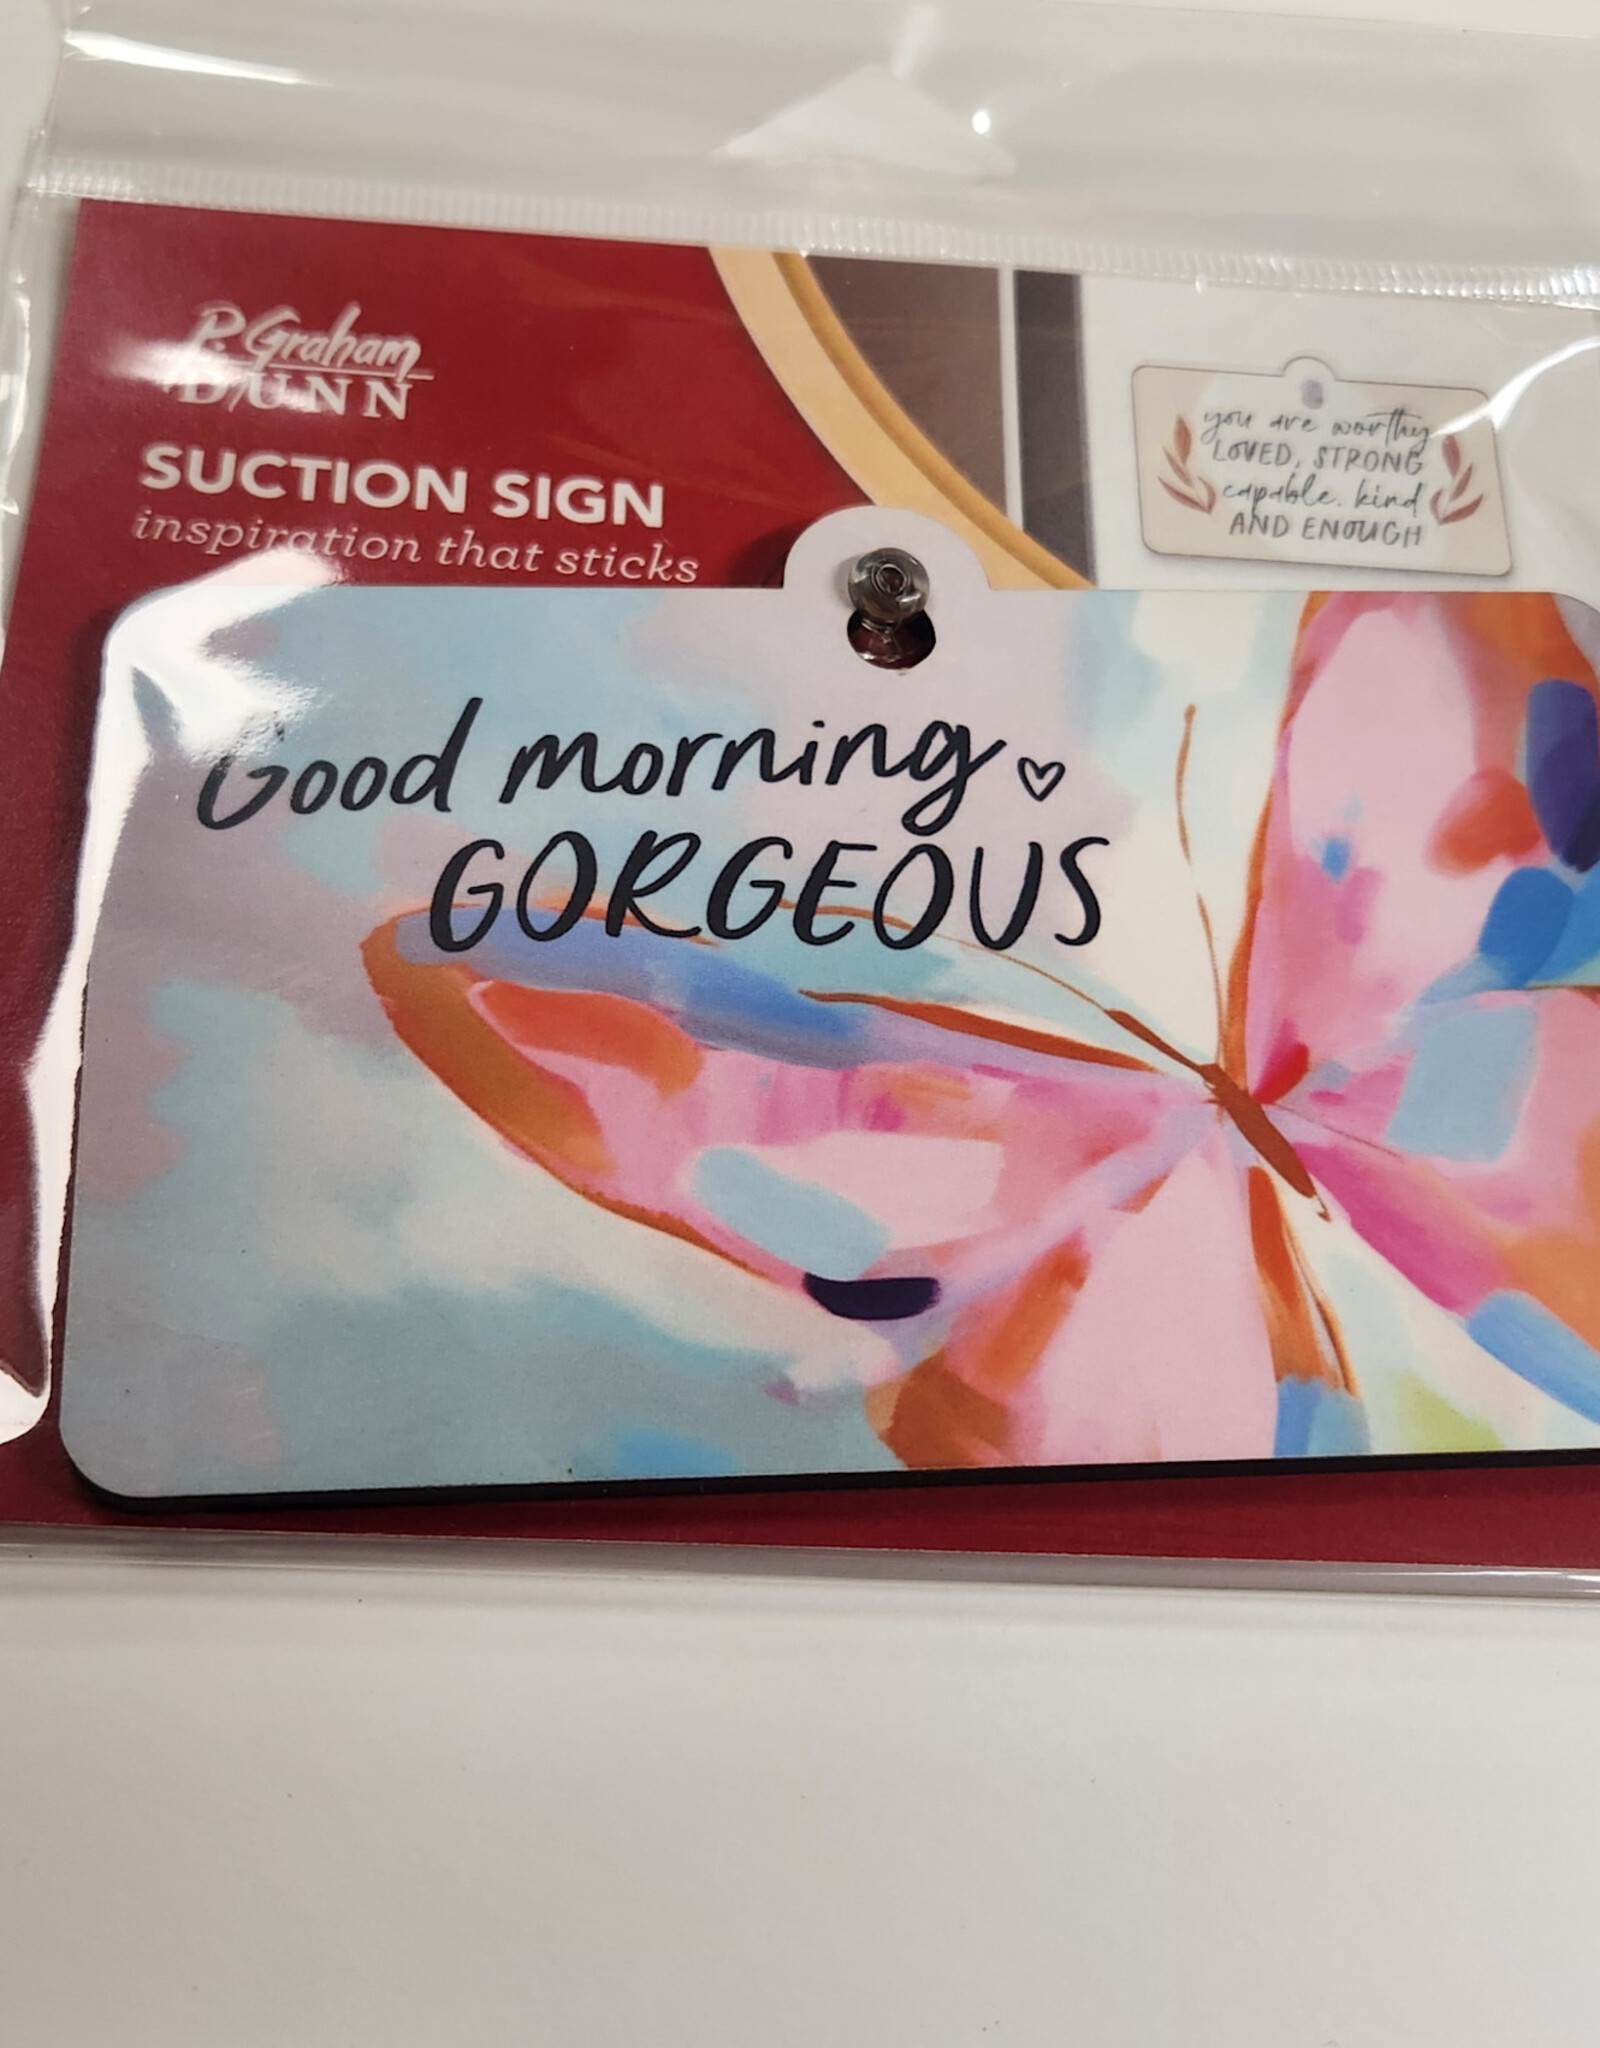 P. Graham
DUNN
SUCTION SIGN
inspiration that sticks
you are worthy
LOVED, STRONG
capable. kind
AND ENOUGH
Good morning
GORGEOUS